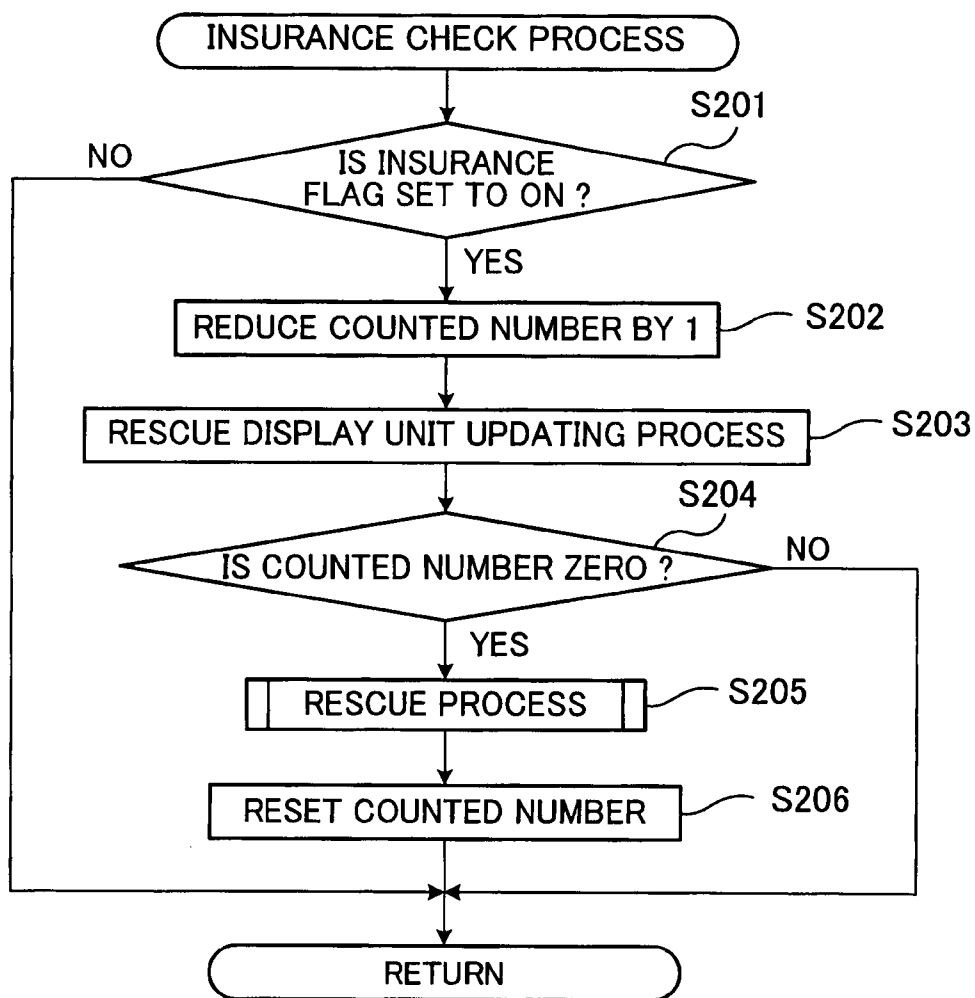 INSURANCE CHECK PROCESS
S201
NO
IS INSURANCE
FLAG SET TO ON ?
YES
REDUCE COUNTED NUMBER BY 1
S202
RESCUE DISPLAY UNIT UPDATING PROCESS
S203
S204
IS COUNTED NUMBER ZERO ?
NO
YES
RESCUE PROCESS
S205
RESET COUNTED NUMBER
S206
RETURN